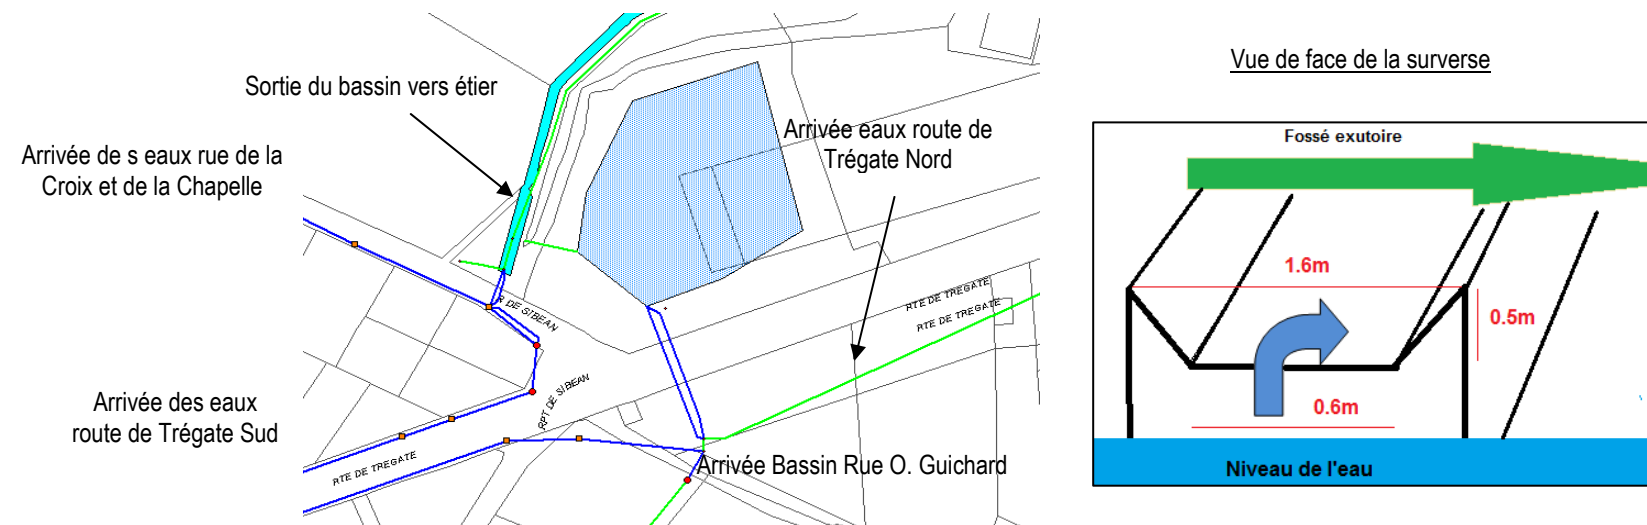 Sortie du bassin vers étier
Arrivée de s eaux rue de la
Croix et de la Chapelle
Arrivée eaux route de
Trégate Nord
R DE SIBEAN
RTE DE TREGATE
RTE DE TREGATE
RPT DE SIBEAN
Arrivée des eaux
route de Trégate Sud
RTE DE TREGATE
Arrivée Bassin Rue O. Guichard
Vue de face de la surverse
Fossé exutoire
1.6m
0.5m
0.6m
Niveau de l'eau